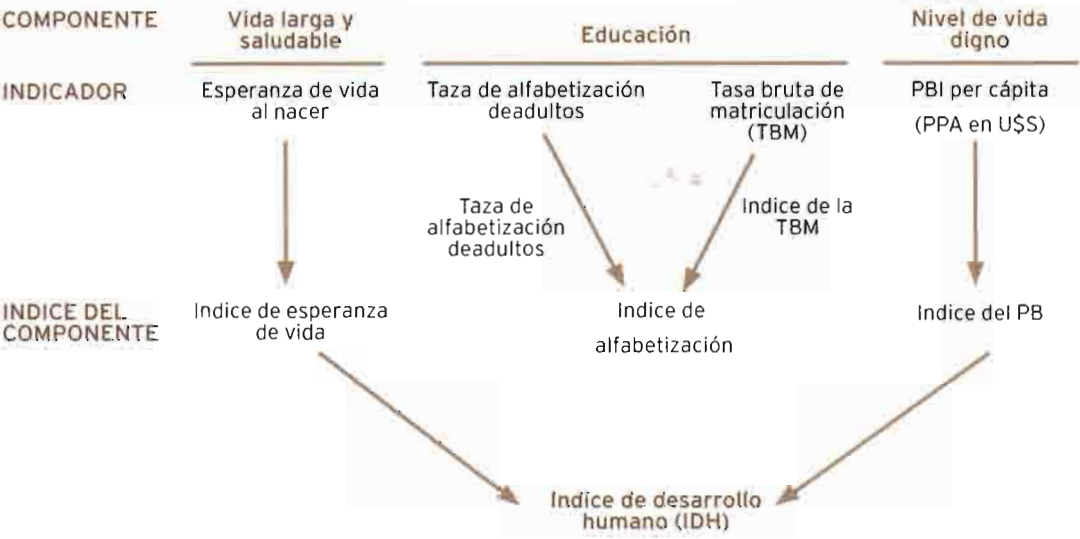 COMPONENTE
Vida larga y
saludable
Educación
Nivel de vida
digno
INDICADOR
Esperanza de vida
al nacer
Taza de alfabetización
deadultos
Tasa bruta de
matriculación
(TBM)
PBI per cápita
(PPA en U$S)
Taza de
alfabetización
deadultos
Indice de la
TBM
INDICE DEL
COMPONENTE
Indice de esperanza
de vida
Indice de
alfabetización
Indice del PB
Indice de desarrollo
humano (IDH)